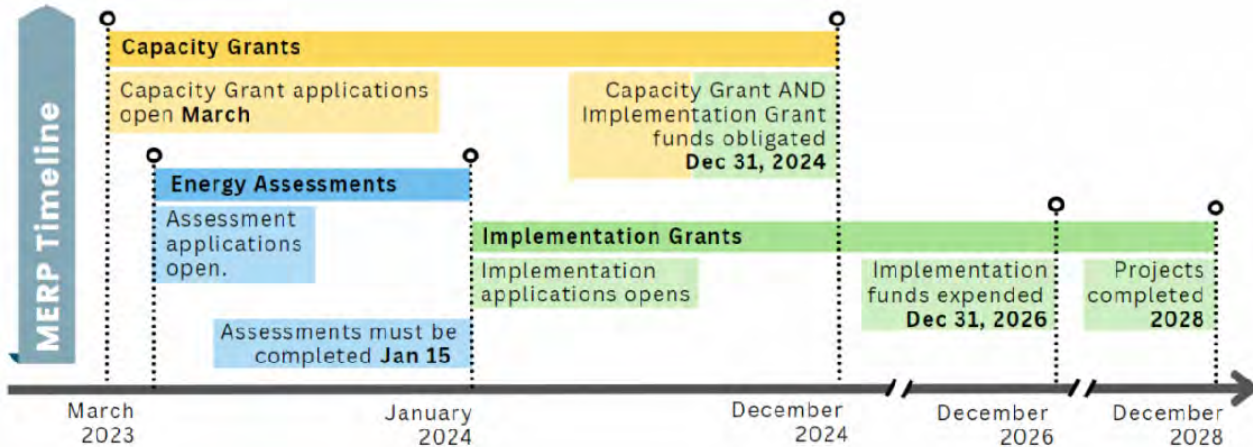 MERP Timeline
Capacity Grants
Capacity Grant applications
open March
Capacity Grant AND
Implementation Grant
funds obligated
Dec 31, 2024
Energy Assessments
Assessment
applications
open.
Assessments must be
completed Jan 15
Implementation Grants
Implementation
applications opens
Implementation
funds expended
Dec 31, 2026
Projects
completed
2028
March
2023
January
2024
December
2024
December
2026
December
2028